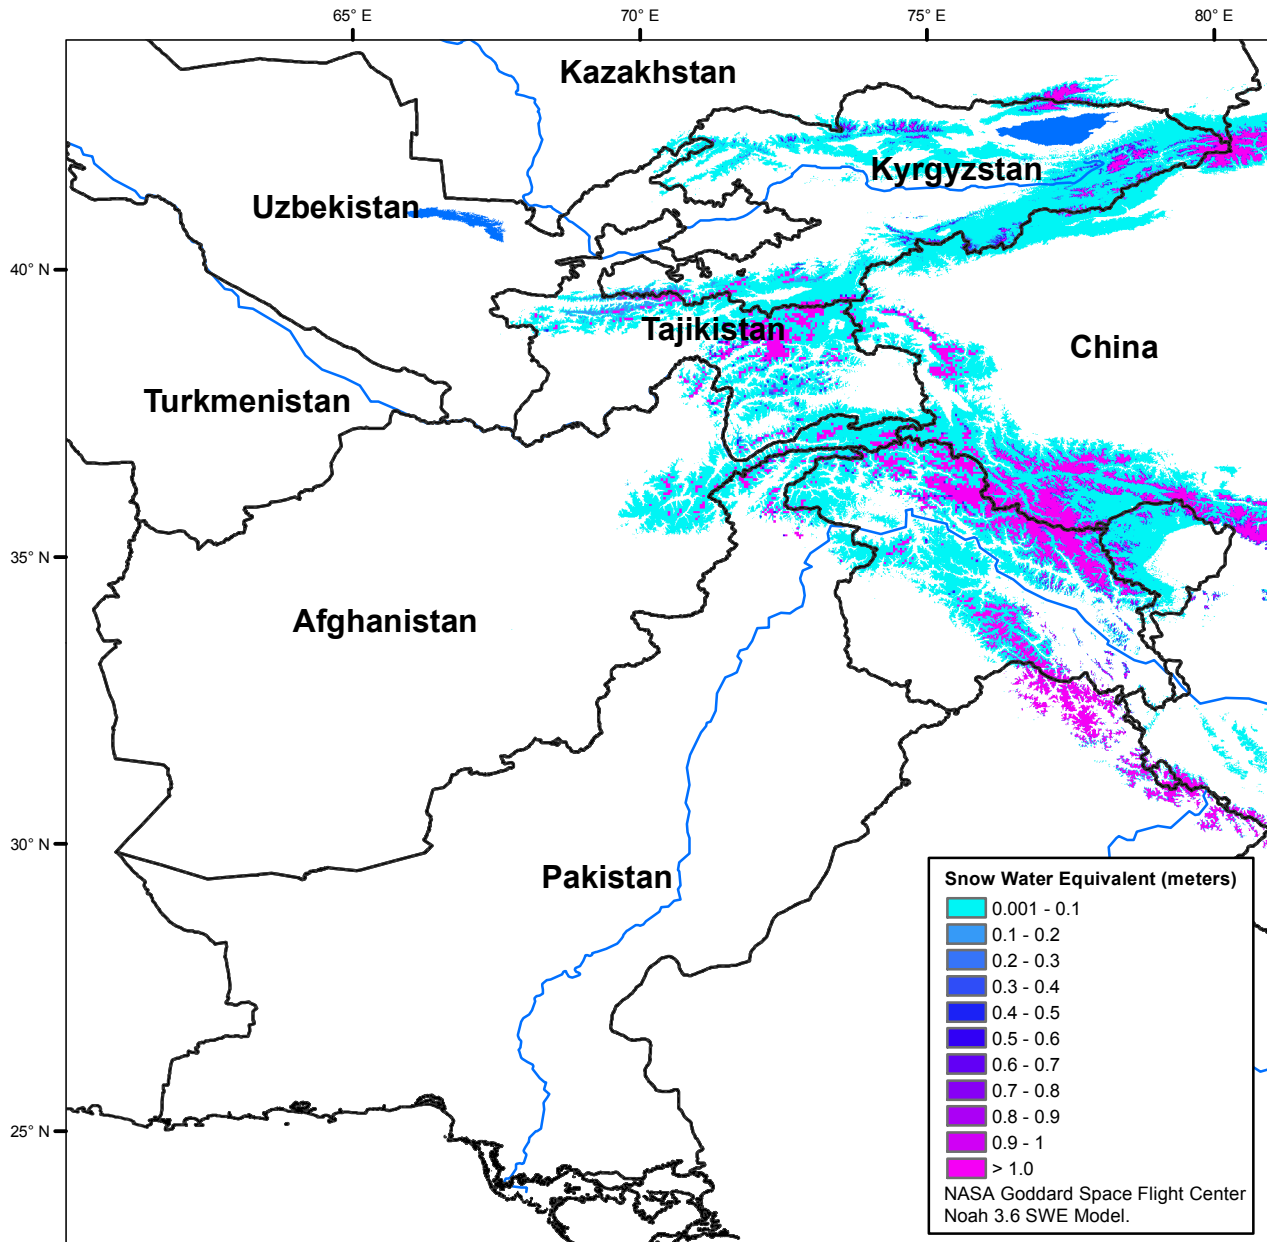 65° E
70° E
75° E
80° E
Kazakhstan
Kyrgyzstan
Uzbekistan
40° N
Tajikistan
China
Turkmenistan
35° N
Afghanistan
30° N
Pakistan
Snow Water Equivalent (meters)
0.001 - 0.1
0.1 - 0.2
0.2 - 0.3
0.3 - 0.4
0.4 - 0.5
0.5 - 0.6
0.6 - 0.7
0.7 - 0.8
0.8 - 0.9
0.9 - 1
> 1.0
NASA Goddard Space Flight Center
Noah 3.6 SWE Model.
25° N